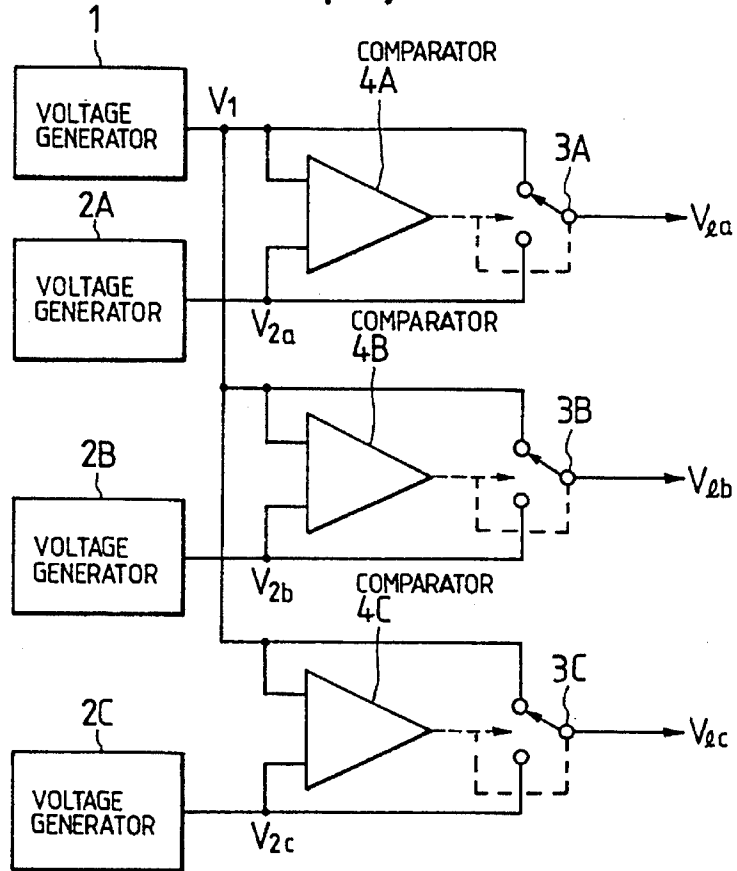 1
VOLTAGE
GENERATOR
V1
COMPARATOR
4A
3A
Vℓa
2A
VOLTAGE
GENERATOR
V2a
COMPARATOR
4B
3B
Vℓb
2B
VOLTAGE
GENERATOR
V2b
COMPARATOR
4C
3C
Vℓc
2C
VOLTAGE
GENERATOR
V2c